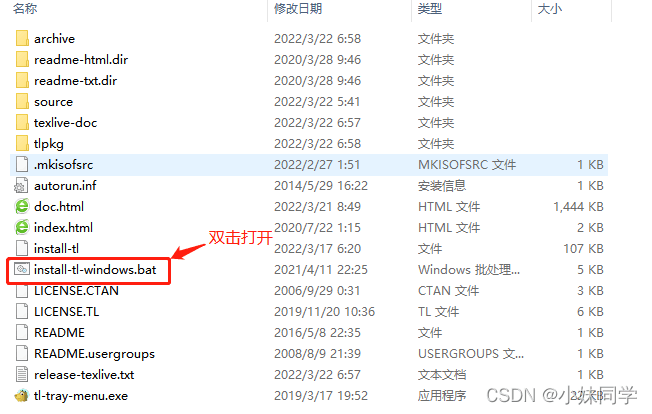 名称 修改日期 类型 大小
archive 2022/3/22 6:58 文件夹
readme-html.dir 2020/3/28 9:46 文件夹
readme-txt.dir 2020/3/28 9:46 文件夹
source 2022/3/22 5:41 文件夹
texlive-doc 2022/3/22 6:58 文件夹
tlpkg 2022/3/22 6:58 文件夹
.mkisofsrc 2022/2/27 1:51 MKISOFSRC 文件 1 KB
autorun.inf 2014/5/29 16:22 安装信息 1 KB
doc.html 2022/3/21 8:49 HTML 文件 1,444 KB
index.html 2020/7/22 1:15 HTML 文件 2 KB
双击打开
install-tl 2022/3/17 6:20 文件 107 KB
install-tl-windows.bat 2021/4/11 22:25 Windows 批处理... 5 KB
LICENSE.CTAN 2006/9/29 0:31 CTAN 文件 3 KB
LICENSE.TL 2019/11/20 10:36 TL 文件 6 KB
README 2016/5/8 22:35 文件 1 KB
README.usergroups 2008/8/9 21:39 USERGROUPS 文... 1 KB
release-texlive.txt 2022/3/22 6:57 文本文档 1 KB
tl-tray-menu.exe 2019/3/17 19:52 应用程序 22 KB
CSDN @小妹同学